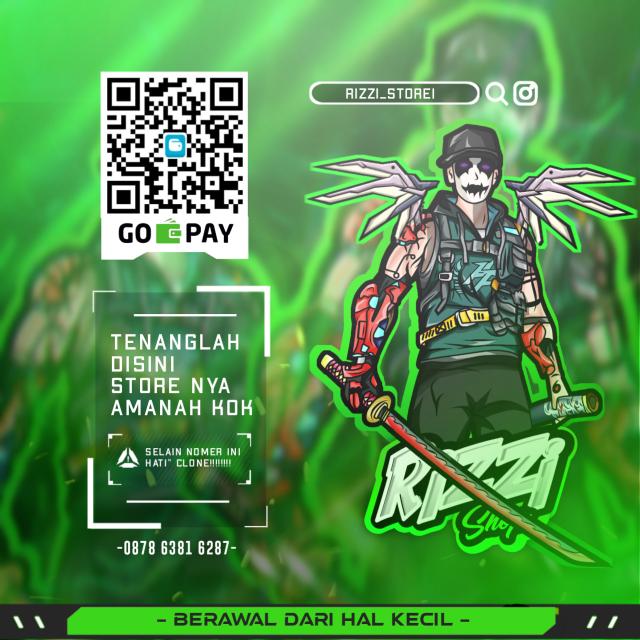 RIZZI_STOREI
GO PAY
TENANGLAH
DISINI
STORE NYA
AMANAH KOK
SELAIN NOMER INI
HATI" CLONE!!!!!!!
-0878 6381 6287-
RIZZI
Shop
- BERAWAL DARI HAL KECIL -